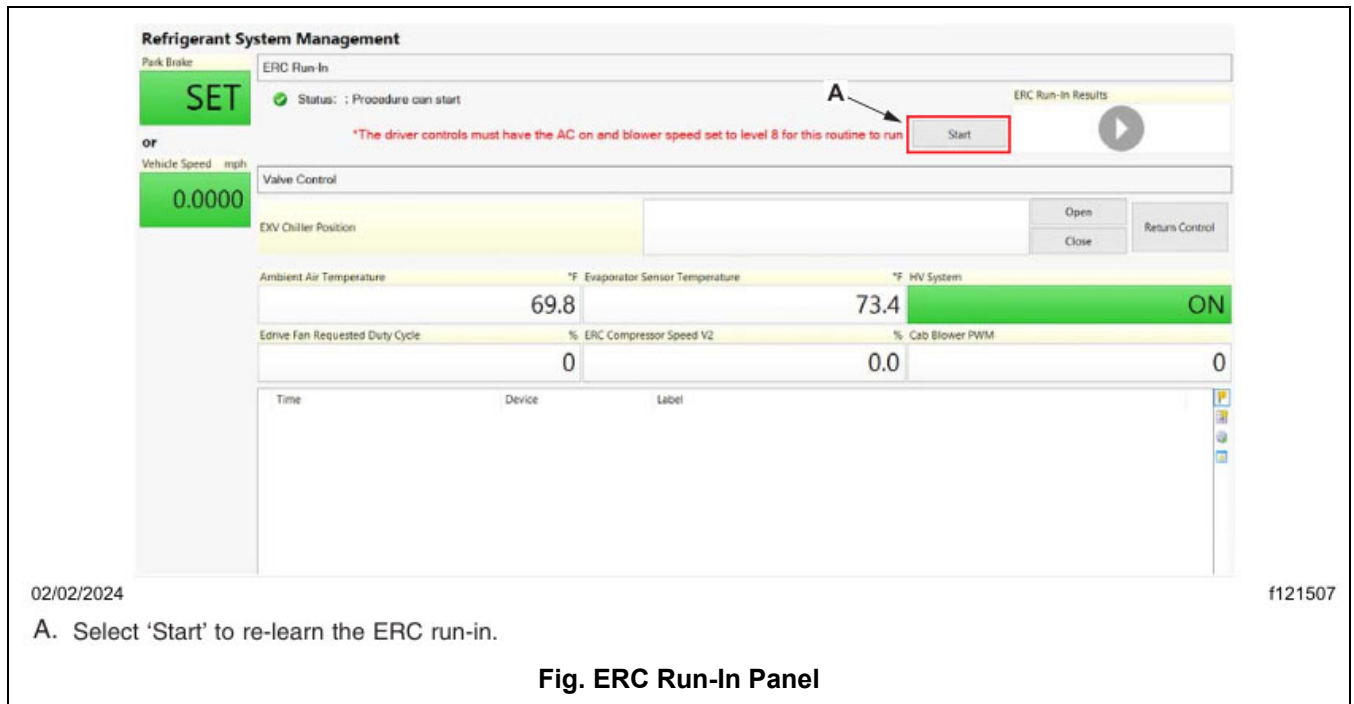 Refrigerant System Management
Park Brake
SET
or
Vehicle Speed mph
0.0000
ERC Run-In
Status: : Procedure can start
A
ERC Run-In Results
*The driver controls must have the AC on and blower speed set to level 8 for this routine to run
Start
Valve Control
EXV Chiller Position
Open
Close
Return Control
Ambient Air Temperature °F
69.8
Evaporator Sensor Temperature °F
73.4
HV System
ON
Edrive Fan Requested Duty Cycle %
0
ERC Compressor Speed V2 %
0.0
Cab Blower PWM
0
Time Device Label
02/02/2024
f121507
A. Select ‘Start’ to re-learn the ERC run-in.
Fig. ERC Run-In Panel